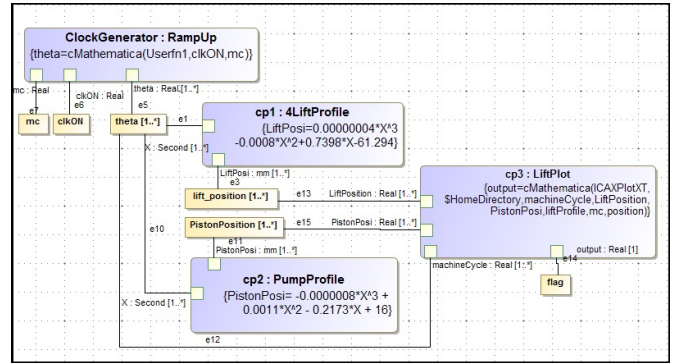 ClockGenerator : RampUp
{theta=cMathematica(Userfn1,clkON,mc)}
mc : Real
clkON : Real
theta : Real[1..*]
e7
e6
e5
mc
clkON
theta [1..*]
e1
X : Second [1..*]
cp1 : 4LiftProfile
{LiftPosi=0.00000004*X^3
-0.0008*X^2+0.7398*X-61.294}
LiftPosi : mm [1..*]
e3
lift_position [1..*]
e13
LiftPosition : Real [1..*]
PistonPosition [1..*]
e15
PistonPosi : Real [1..*]
cp3 : LiftPlot
{output=cMathematica(ICAXPlotXT,
$HomeDirectory,machineCycle,LiftPosition,
PistonPosi,liftProfile,mc,position)}
e10
e11
PistonPosi : mm [1..*]
machineCycle : Real [1..*]
output : Real [1]
e14
flag
cp2 : PumpProfile
{PistonPosi= -0.0000008*X^3 +
0.0011*X^2 - 0.2173*X + 16}
X : Second [1..*]
e12